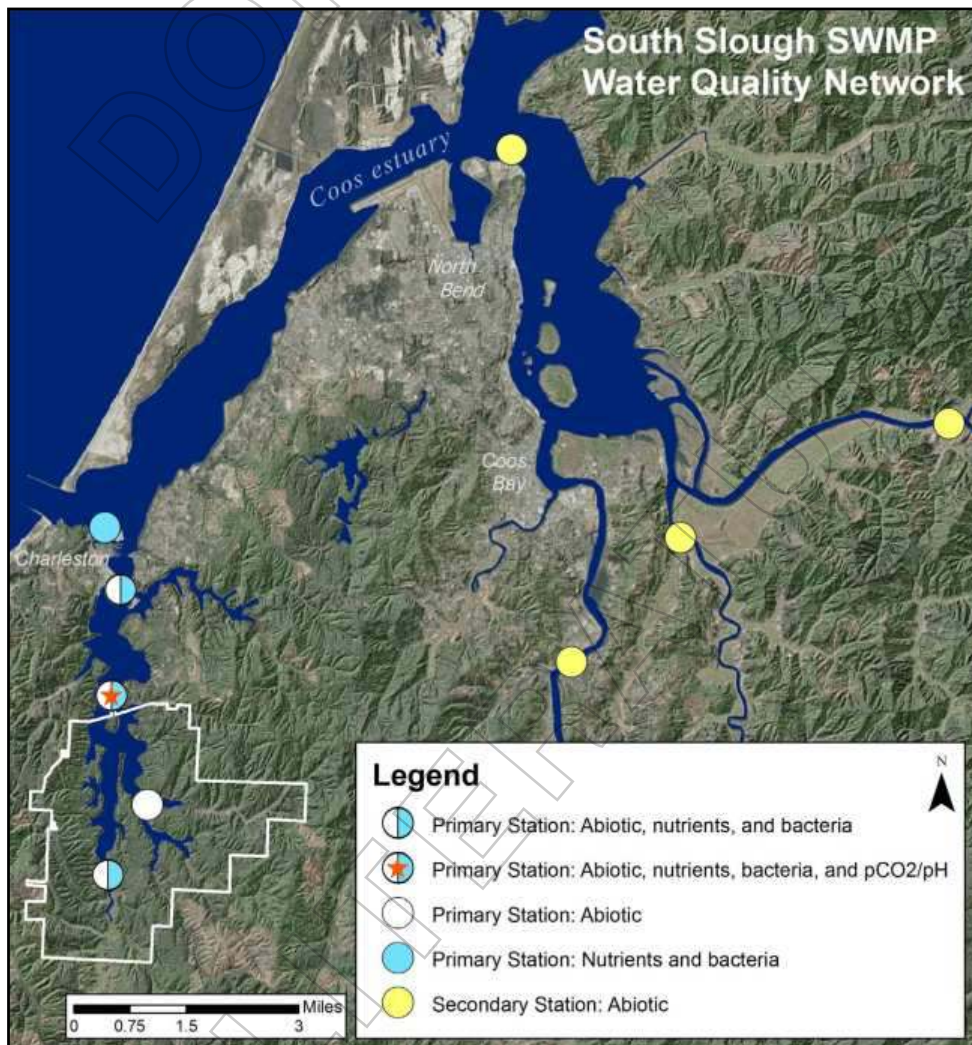 South Slough SWMP
Water Quality Network
Coos estuary
North
Bend
Coos
Bay
Charleston
Legend
N
Primary Station: Abiotic, nutrients, and bacteria
Primary Station: Abiotic, nutrients, bacteria, and pCO2/pH
Primary Station: Abiotic
Primary Station: Nutrients and bacteria
Secondary Station: Abiotic
Miles
0 0.75 1.5 3